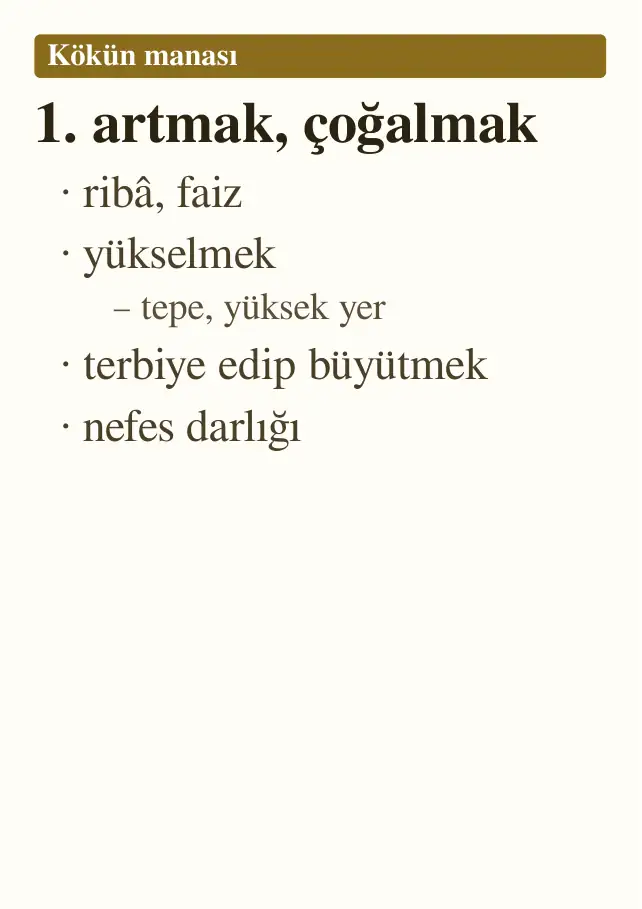 Kökün manası
1. artmak, çoğalmak
· ribâ, faiz
· yükselmek
– tepe, yüksek yer
· terbiye edip büyütmek
· nefes darlığı